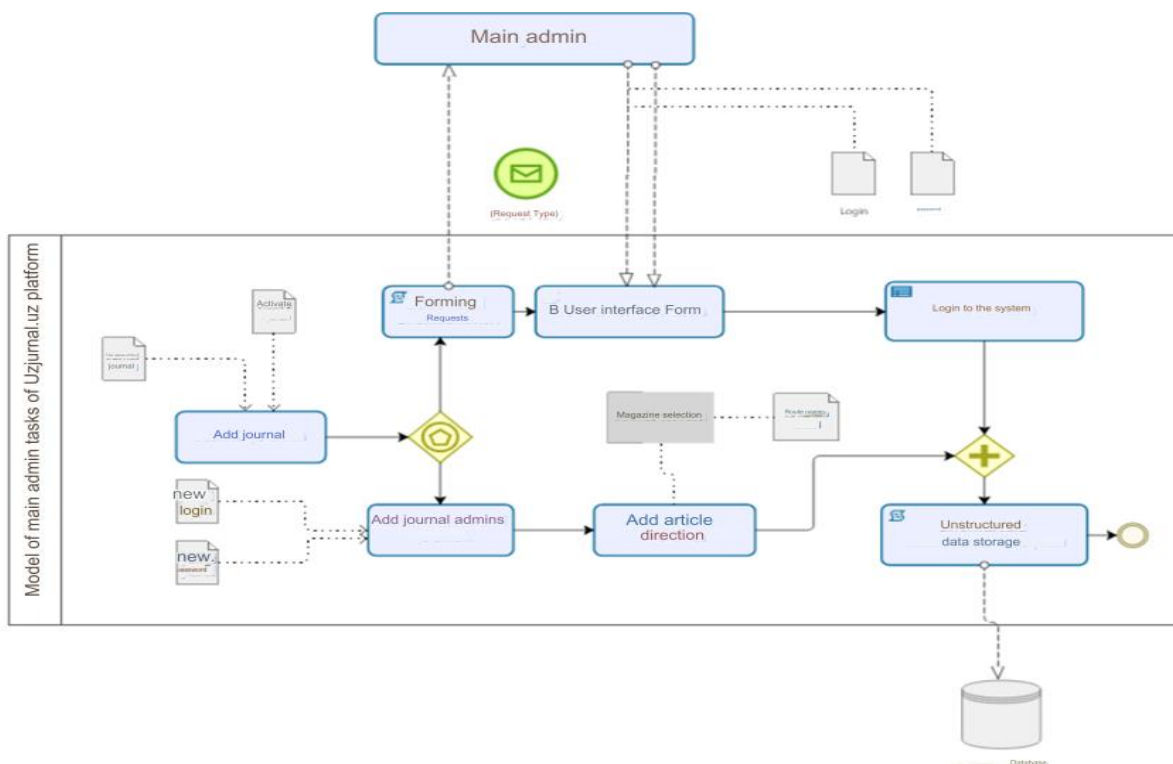 Main admin
(Request Type)
Login
Model of main admin tasks of Uzjurnal.uz platform
Activate
journal
Forming
Requests
B User interface Form
Login to the system
Magazine selection
Add journal
new
login
Add journal admins
Add article
direction
Unstructured
data storage
new
Database